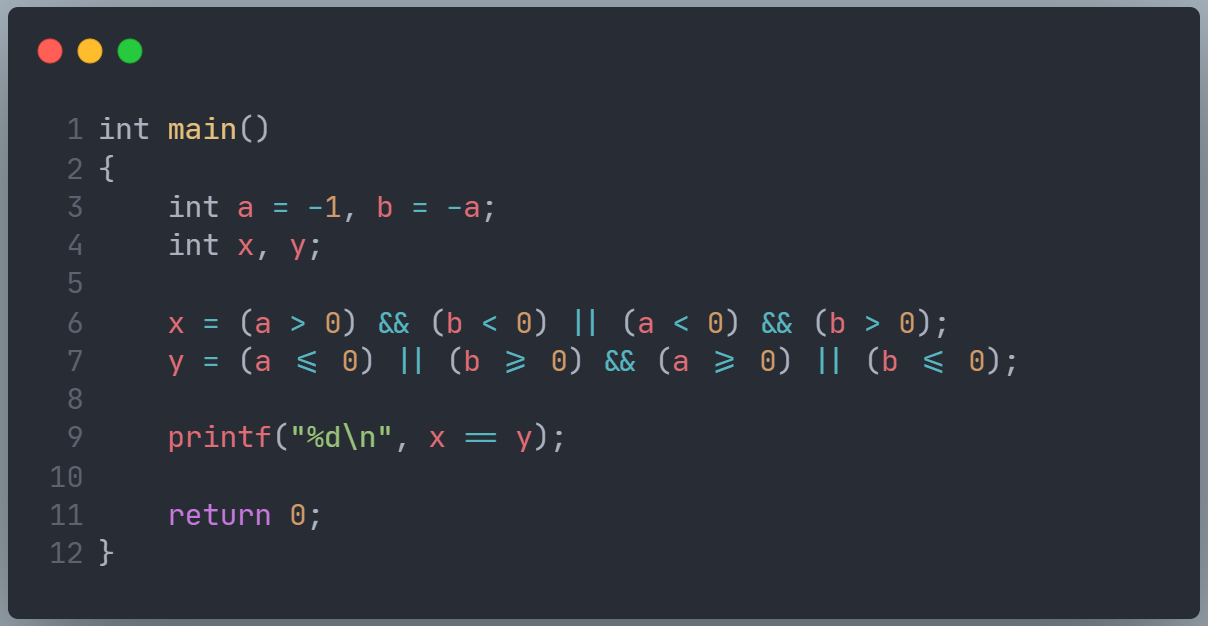 1 int main()
2 {
3     int a = -1, b = -a;
4     int x, y;
5
6     x = (a > 0) && (b < 0) || (a < 0) && (b > 0);
7     y = (a <= 0) || (b >= 0) && (a >= 0) || (b <= 0);
8
9     printf("%d\n", x == y);
10
11     return 0;
12 }